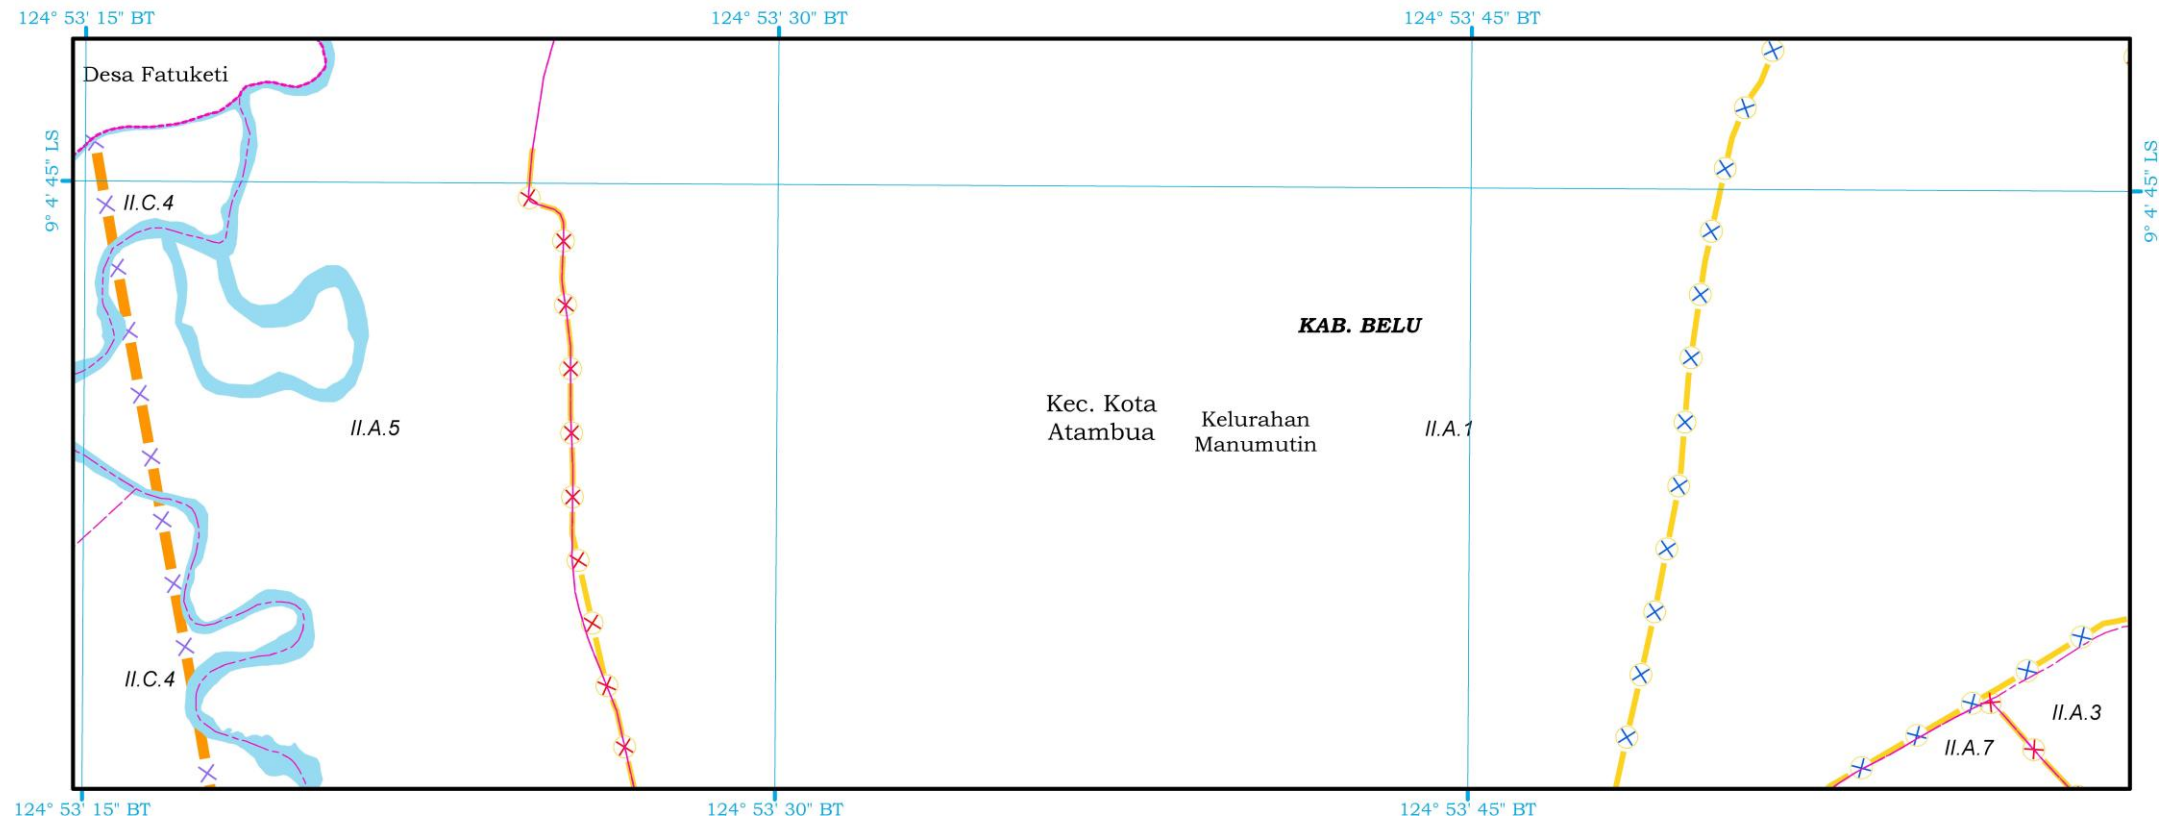 124° 53' 15" BT
124° 53' 30" BT
124° 53' 45" BT
Desa Fatuketi
9° 4' 45" LS
9° 4' 45" LS
II.C.4
KAB. BELU
Kec. Kota
Atambua
Kelurahan
Manumutin
II.A.5
II.A.1
II.C.4
II.A.3
II.A.7
124° 53' 15" BT
124° 53' 30" BT
124° 53' 45" BT